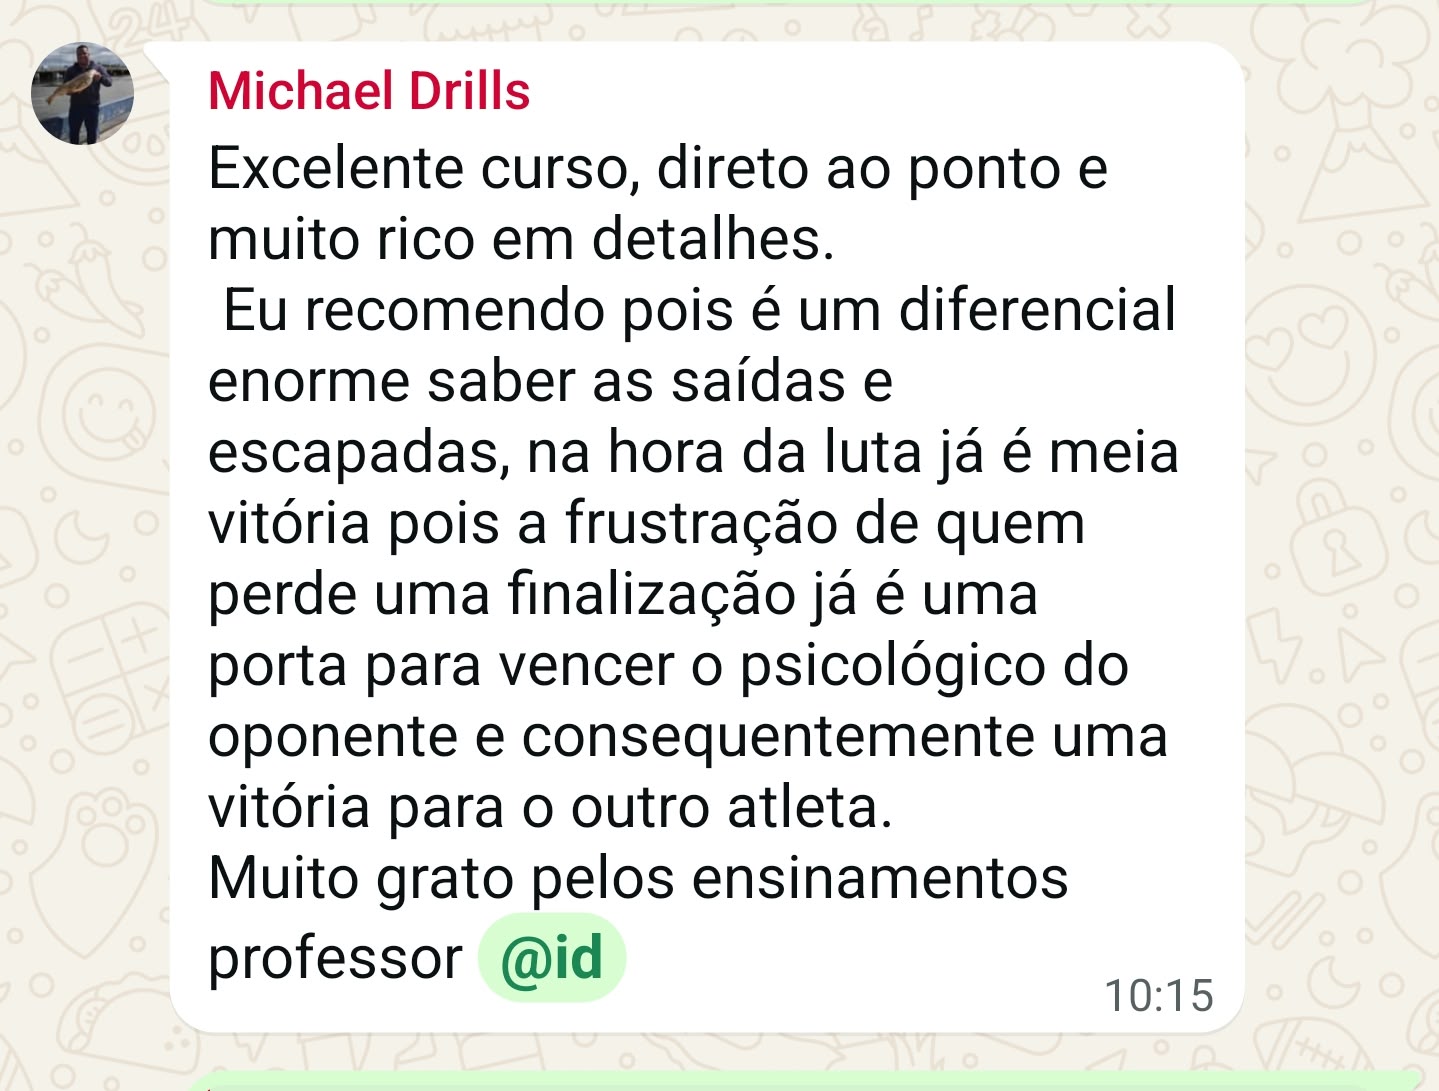 Michael Drills
Excelente curso, direto ao ponto e
muito rico em detalhes.
Eu recomendo pois é um diferencial
enorme saber as saídas e
escapadas, na hora da luta já é meia
vitória pois a frustração de quem
perde uma finalização já é uma
porta para vencer o psicológico do
oponente e consequentemente uma
vitória para o outro atleta.
Muito grato pelos ensinamentos
professor @id
10:15